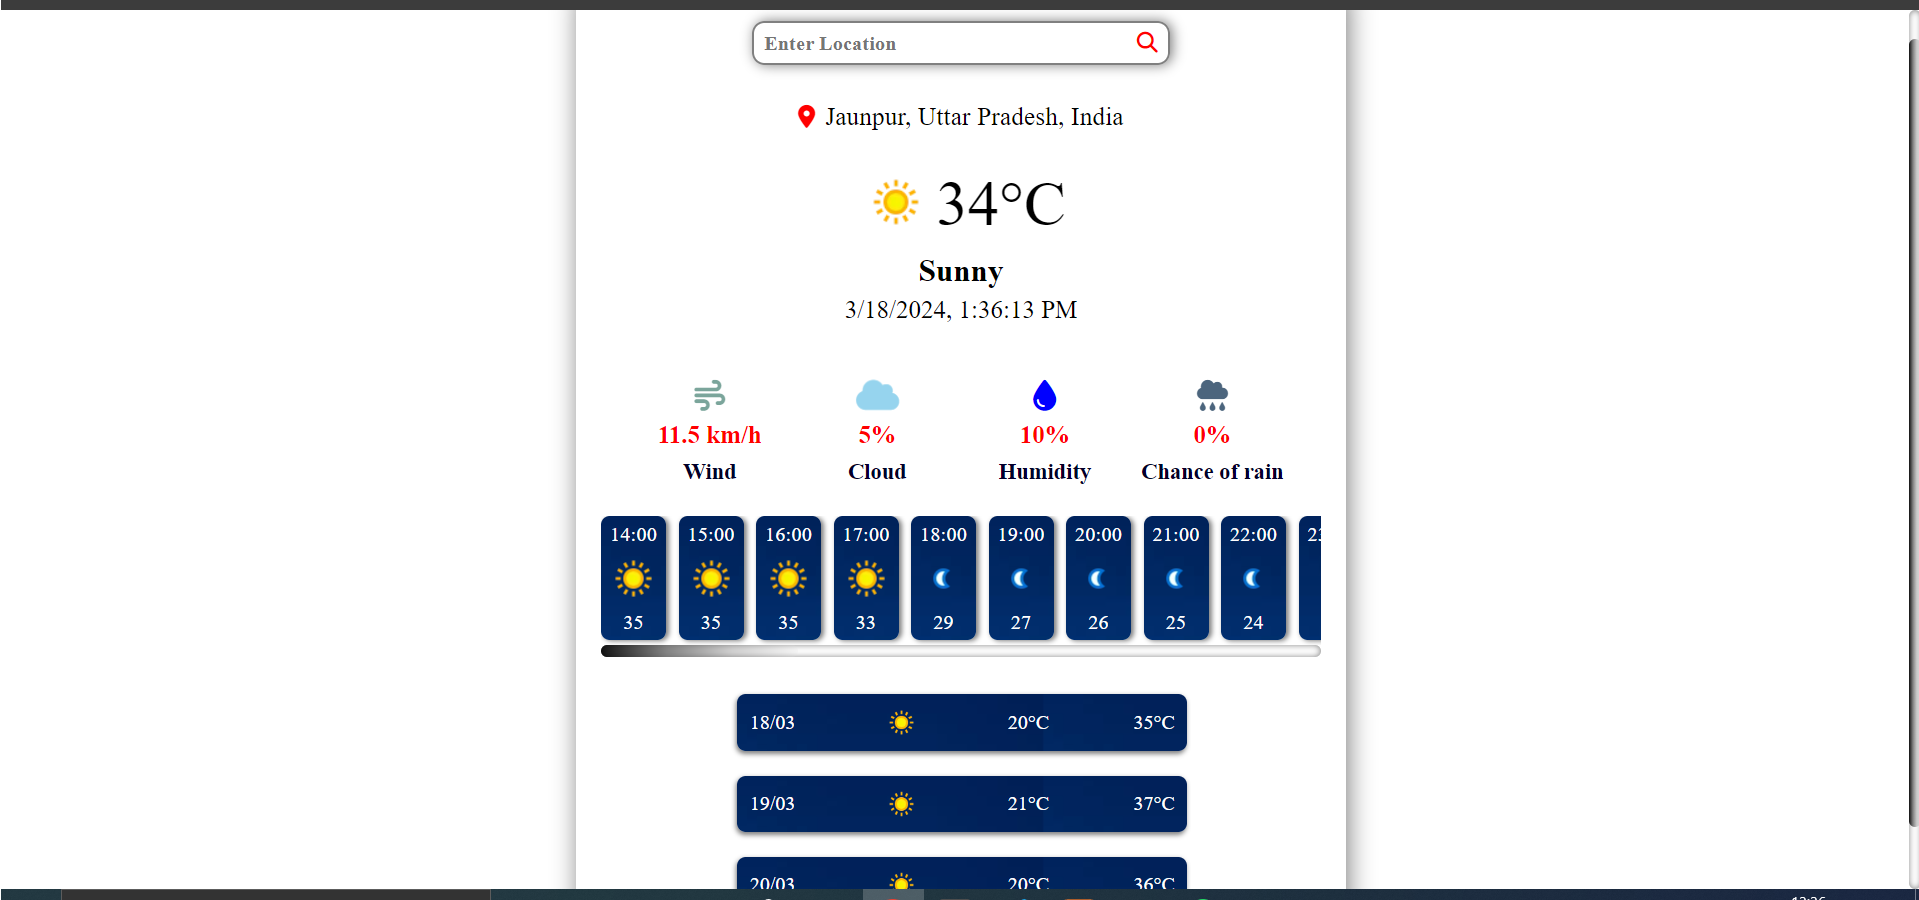 Enter Location
Jaunpur, Uttar Pradesh, India
34°C
Sunny
3/18/2024, 1:36:13 PM
11.5 km/h 5% 10% 0%
Wind Cloud Humidity Chance of rain
14:00 15:00 16:00 17:00 18:00 19:00 20:00 21:00 22:00
35 35 35 33 29 27 26 25 24
18/03 20°C 35°C
19/03 21°C 37°C
20/03 20°C 36°C